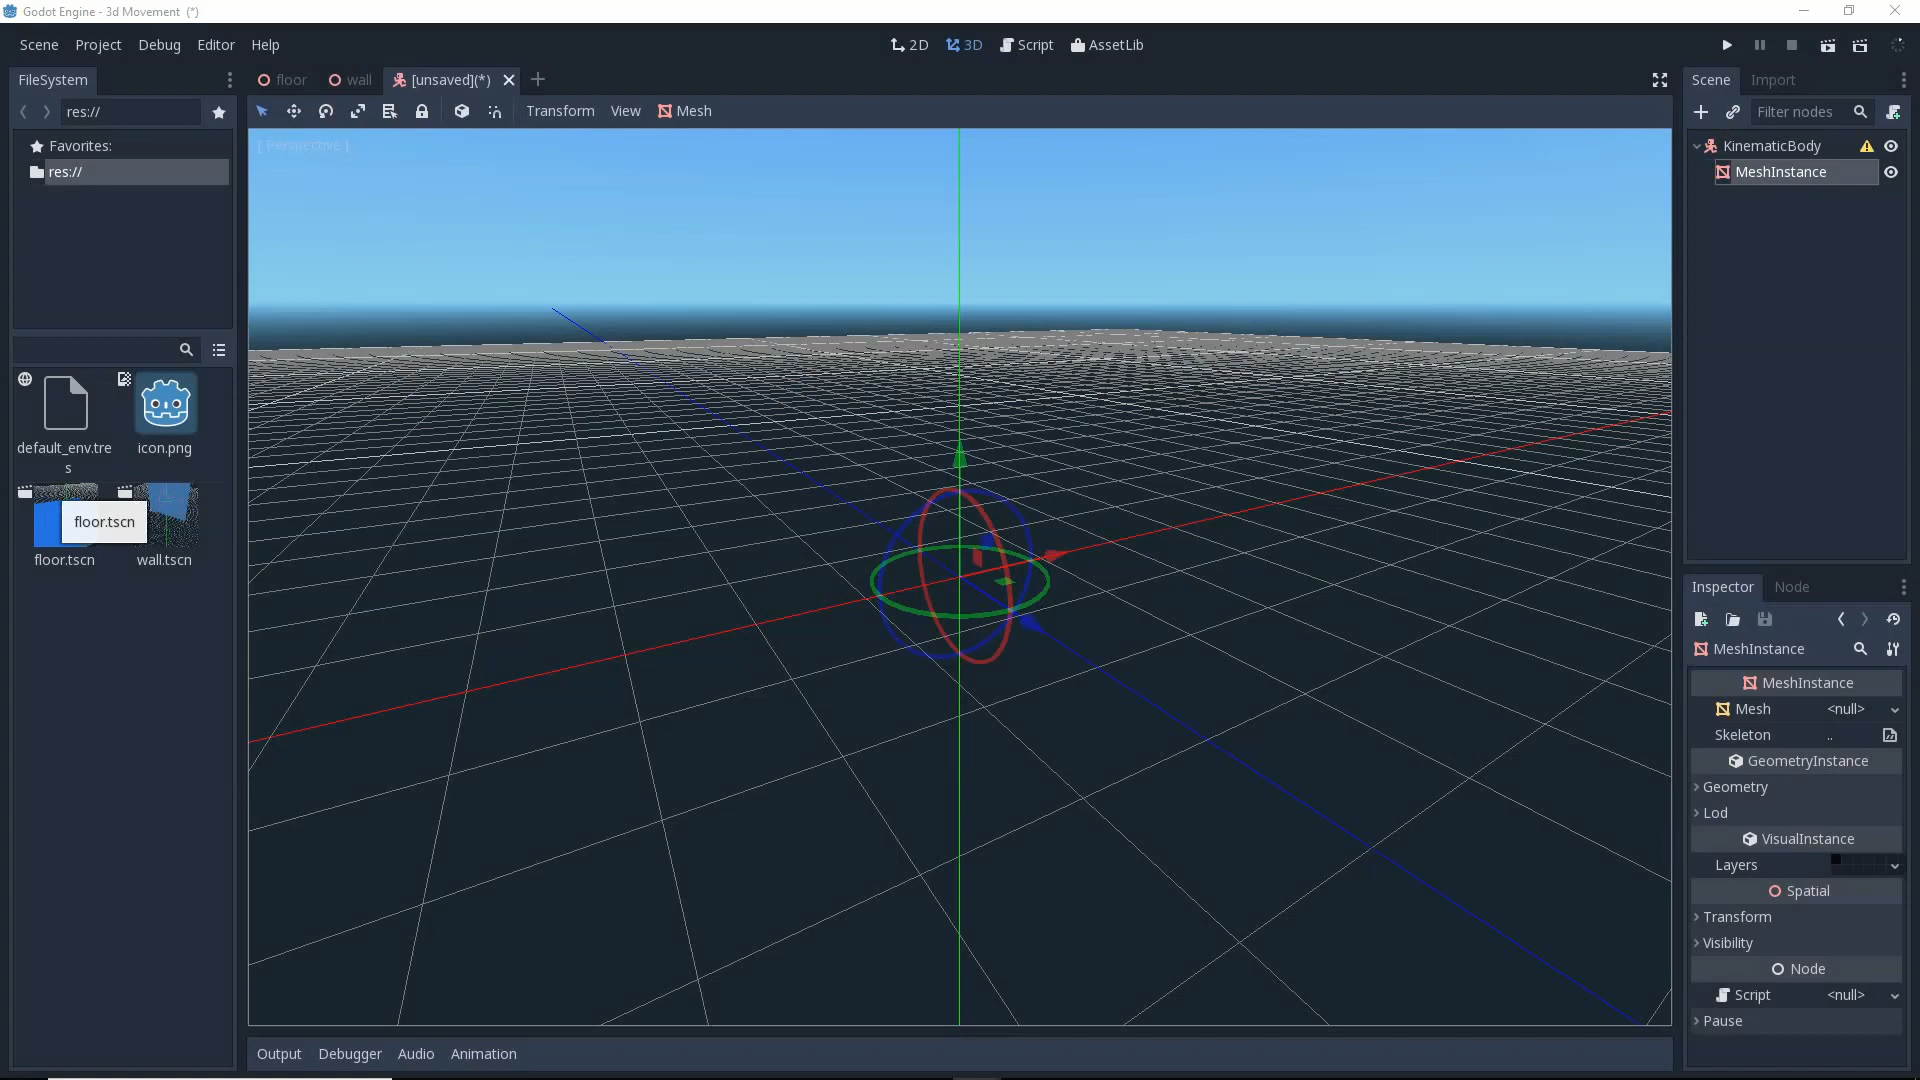 Godot Engine - 3d Movement (*)
Scene Project Debug Editor Help
2D 3D Script AssetLib
FileSystem
floor wall [unsaved](*)
Scene Import
res://
Transform View Mesh
Filter nodes
[ Perspective ]
Favorites:
res://
KinematicBody
MeshInstance
default_env.tre
s
icon.png
floor.tscn
floor.tscn
wall.tscn
Inspector Node
MeshInstance
MeshInstance
Mesh <null>
Skeleton ..
GeometryInstance
Geometry
Lod
VisualInstance
Layers
Spatial
Transform
Visibility
Node
Script <null>
Pause
Output Debugger Audio Animation